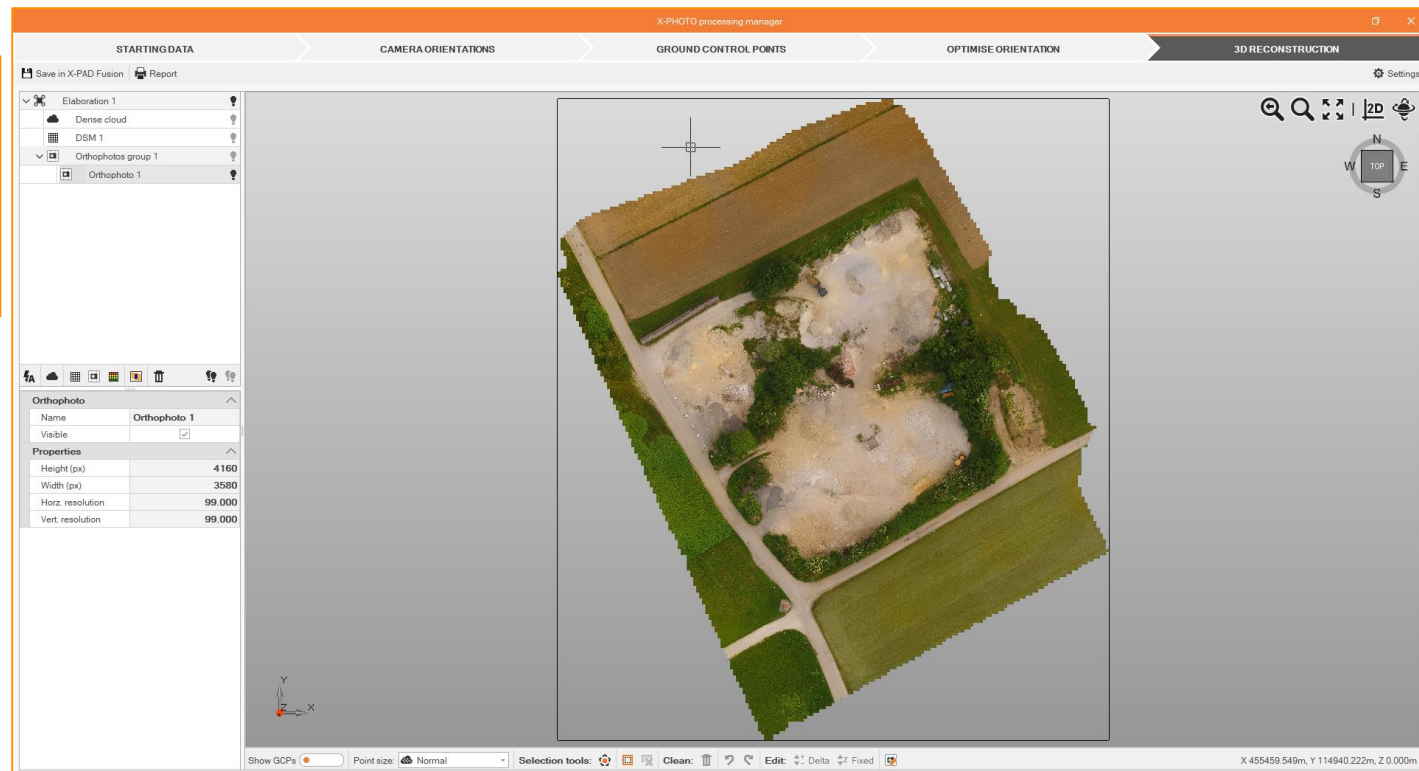 X-PHOTO processing manager
STARTING DATA
CAMERA ORIENTATIONS
GROUND CONTROL POINTS
OPTIMISE ORIENTATION
3D RECONSTRUCTION
Save in X-PAD Fusion
Report
Settings
Elaboration 1
Dense cloud
DSM 1
Orthophotos group 1
Orthophoto 1
2D
N
W TOP E
S
Orthophoto
Name Orthophoto 1
Visible
Properties
Height (px) 4160
Width (px) 3580
Horz. resolution 99.000
Vert. resolution 99.000
Y
Z X
Show GCPs
Point size: Normal
Selection tools:
Clean:
Edit: Delta Fixed
X 455459.549m, Y 114940.222m, Z 0.000m